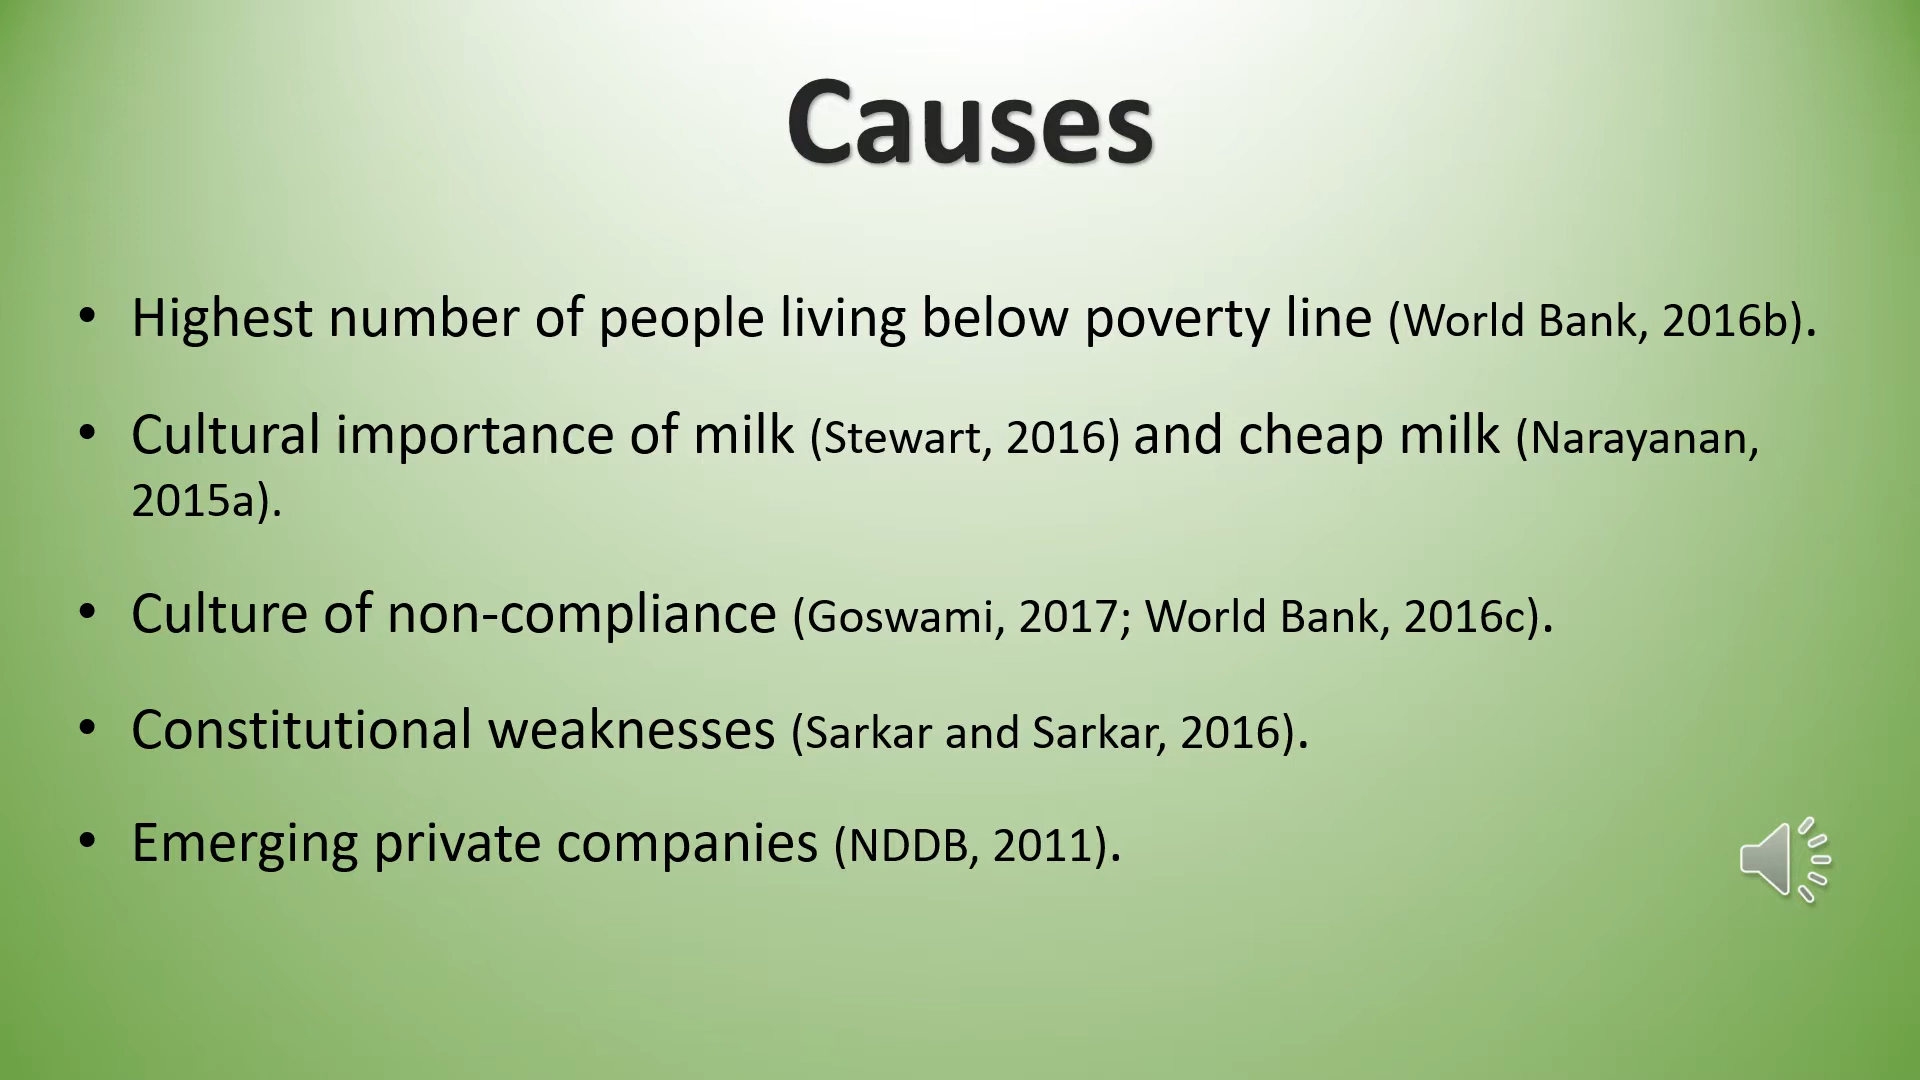 Causes
• Highest number of people living below poverty line (World Bank, 2016b).
• Cultural importance of milk (Stewart, 2016) and cheap milk (Narayanan,
2015a).
• Culture of non-compliance (Goswami, 2017; World Bank, 2016c).
• Constitutional weaknesses (Sarkar and Sarkar, 2016).
• Emerging private companies (NDDB, 2011).